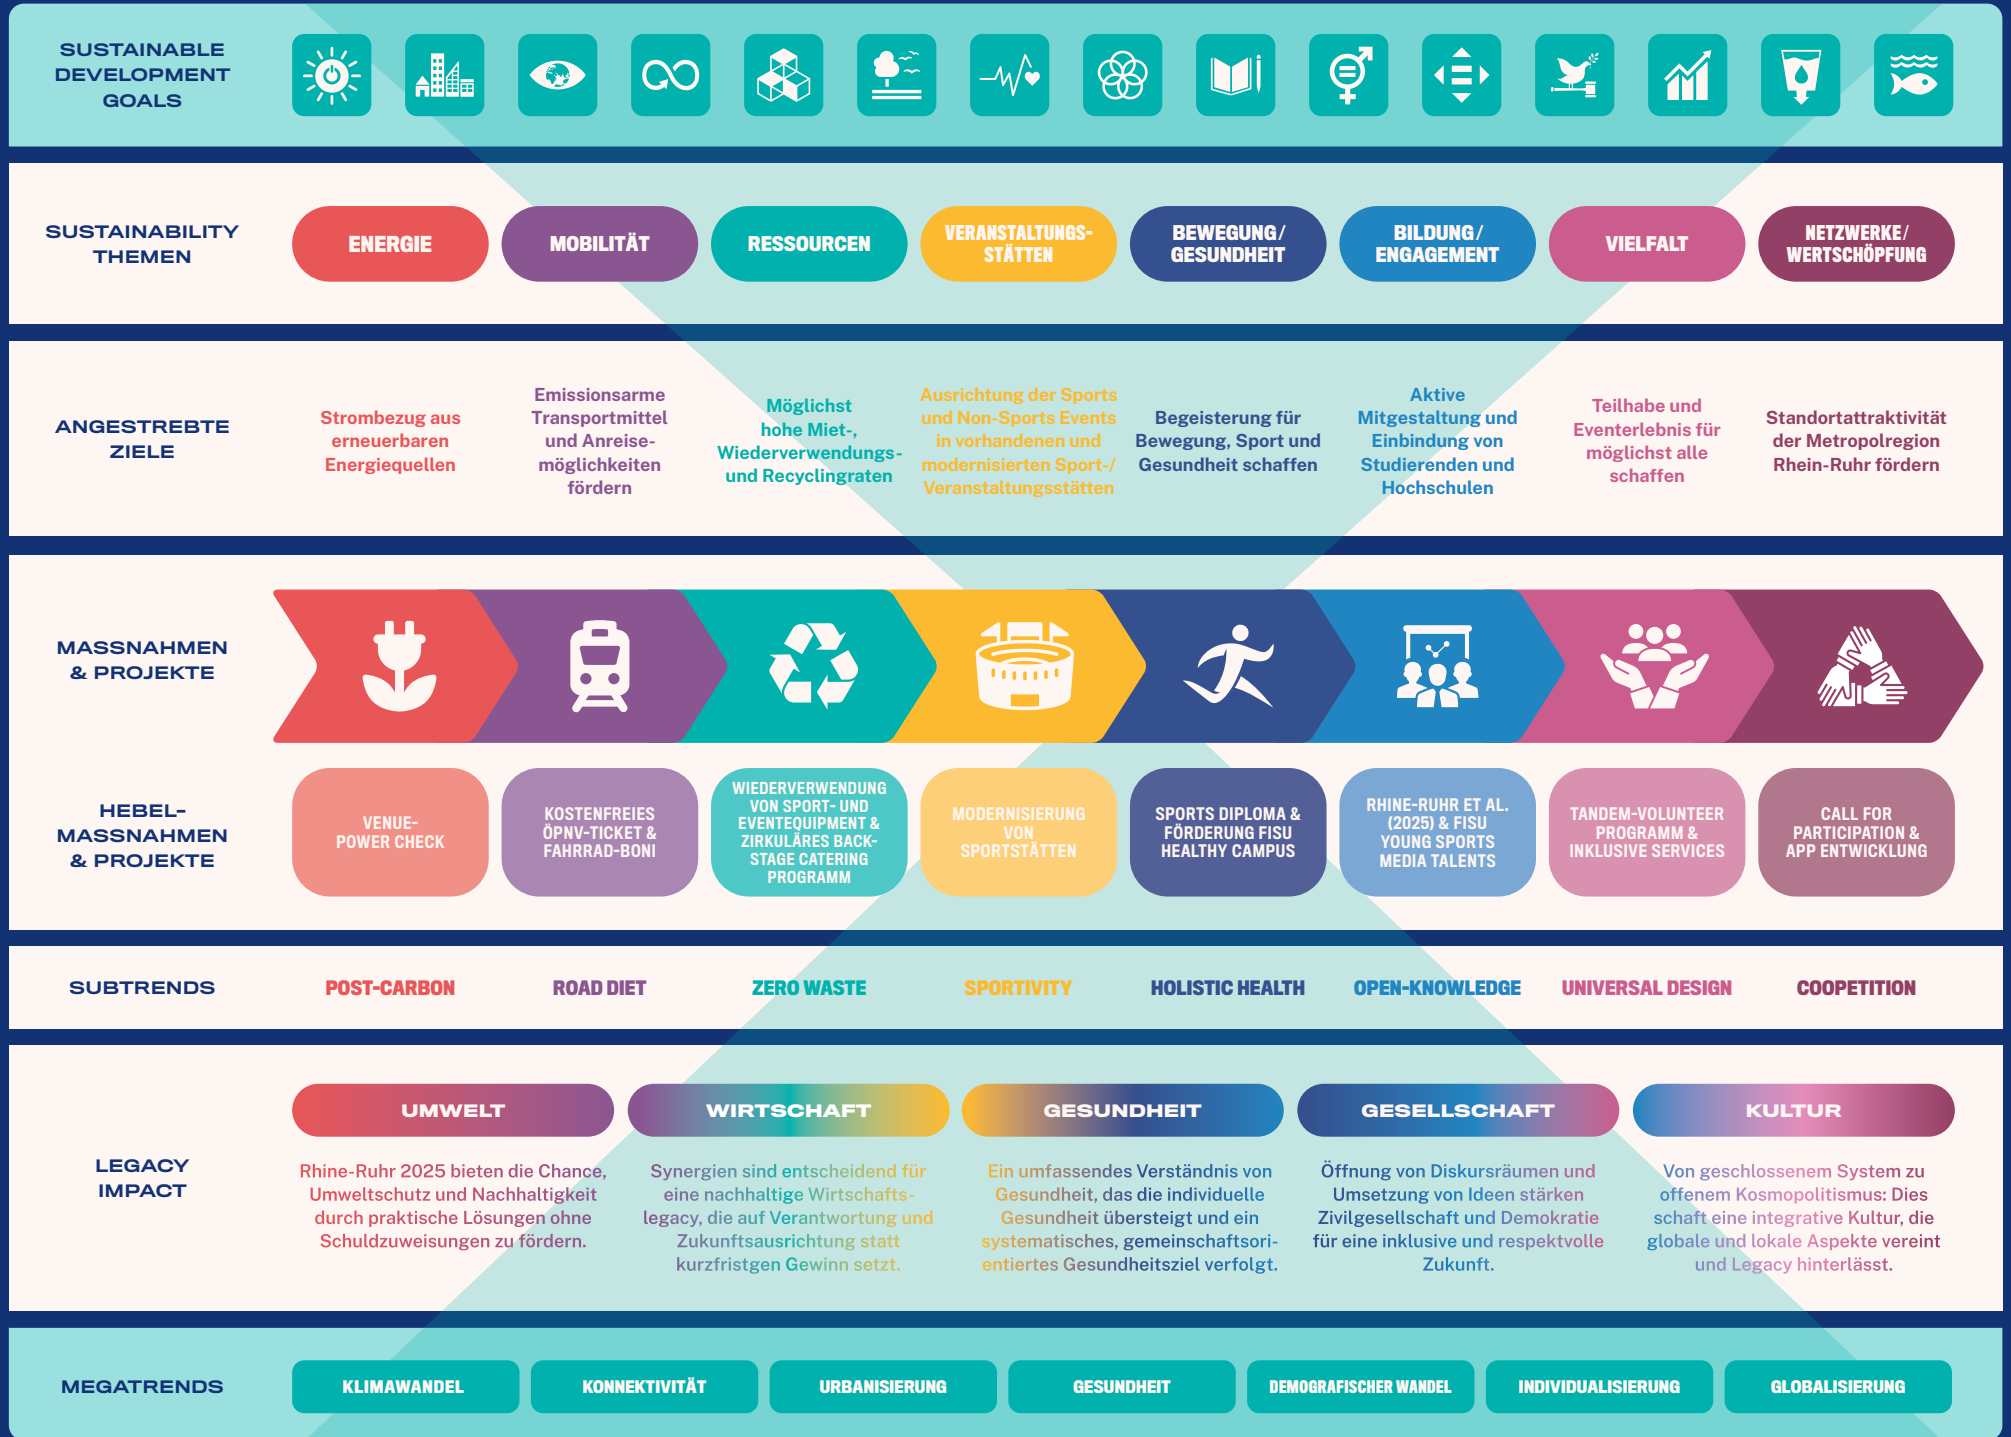 SUSTAINABLE
DEVELOPMENT
GOALS
SUSTAINABILITY
THEMEN
ENERGIE
MOBILITÄT
RESSOURCEN
VERANSTALTUNGS-
STÄTTEN
BEWEGUNG/
GESUNDHEIT
BILDUNG/
ENGAGEMENT
VIELFALT
NETZWERKE/
WERTSCHÖPFUNG
ANGESTREBTE
ZIELE
Strombezug aus
erneuerbaren
Energiequellen
Emissionsarme
Transportmittel
und Anreise-
möglichkeiten
fördern
Möglichst
hohe Miet-,
Wiederverwendungs-
und Recyclingraten
Ausrichtung der Sports
und Non-Sports Events
in vorhandenen und
modernisierten Sport-/
Veranstaltungsstätten
Begeisterung für
Bewegung, Sport und
Gesundheit schaffen
Aktive
Mitgestaltung und
Einbindung von
Studierenden und
Hochschulen
Teilhabe und
Eventerlebnis für
möglichst alle
schaffen
Standortattraktivität
der Metropolregion
Rhein-Ruhr fördern
MASSNAHMEN
& PROJEKTE
HEBEL-
MASSNAHMEN
& PROJEKTE
VENUE-
POWER CHECK
KOSTENFREIES
ÖPNV-TICKET &
FAHRRAD-BONI
WIEDERVERWENDUNG
VON SPORT- UND
EVENTEQUIPMENT &
ZIRKULÄRES BACK-
STAGE CATERING
PROGRAMM
MODERNISIERUNG
VON
SPORTSTÄTTEN
SPORTS DIPLOMA &
FÖRDERUNG FISU
HEALTHY CAMPUS
RHINE-RUHR ET AL.
(2025) & FISU
YOUNG SPORTS
MEDIA TALENTS
TANDEM-VOLUNTEER
PROGRAMM &
INKLUSIVE SERVICES
CALL FOR
PARTICIPATION &
APP ENTWICKLUNG
SUBTRENDS
POST-CARBON
ROAD DIET
ZERO WASTE
SPORTIVITY
HOLISTIC HEALTH
OPEN-KNOWLEDGE
UNIVERSAL DESIGN
COOPETITION
LEGACY
IMPACT
UMWELT
Rhine-Ruhr 2025 bieten die Chance,
Umweltschutz und Nachhaltigkeit
durch praktische Lösungen ohne
Schuldzuweisungen zu fördern.
WIRTSCHAFT
Synergien sind entscheidend für
eine nachhaltige Wirtschafts-
legacy, die auf Verantwortung und
Zukunftsausrichtung statt
kurzfristgen Gewinn setzt.
GESUNDHEIT
Ein umfassendes Verständnis von
Gesundheit, das die individuelle
Gesundheit übersteigt und ein
systematisches, gemeinschaftsori-
entiertes Gesundheitsziel verfolgt.
GESELLSCHAFT
Öffnung von Diskursräumen und
Umsetzung von Ideen stärken
Zivilgesellschaft und Demokratie
für eine inklusive und respektvolle
Zukunft.
KULTUR
Von geschlossenem System zu
offenem Kosmopolitismus: Dies
schaft eine integrative Kultur, die
globale und lokale Aspekte vereint
und Legacy hinterlässt.
MEGATRENDS
KLIMAWANDEL
KONNEKTIVITÄT
URBANISIERUNG
GESUNDHEIT
DEMOGRAFISCHER WANDEL
INDIVIDUALISIERUNG
GLOBALISIERUNG